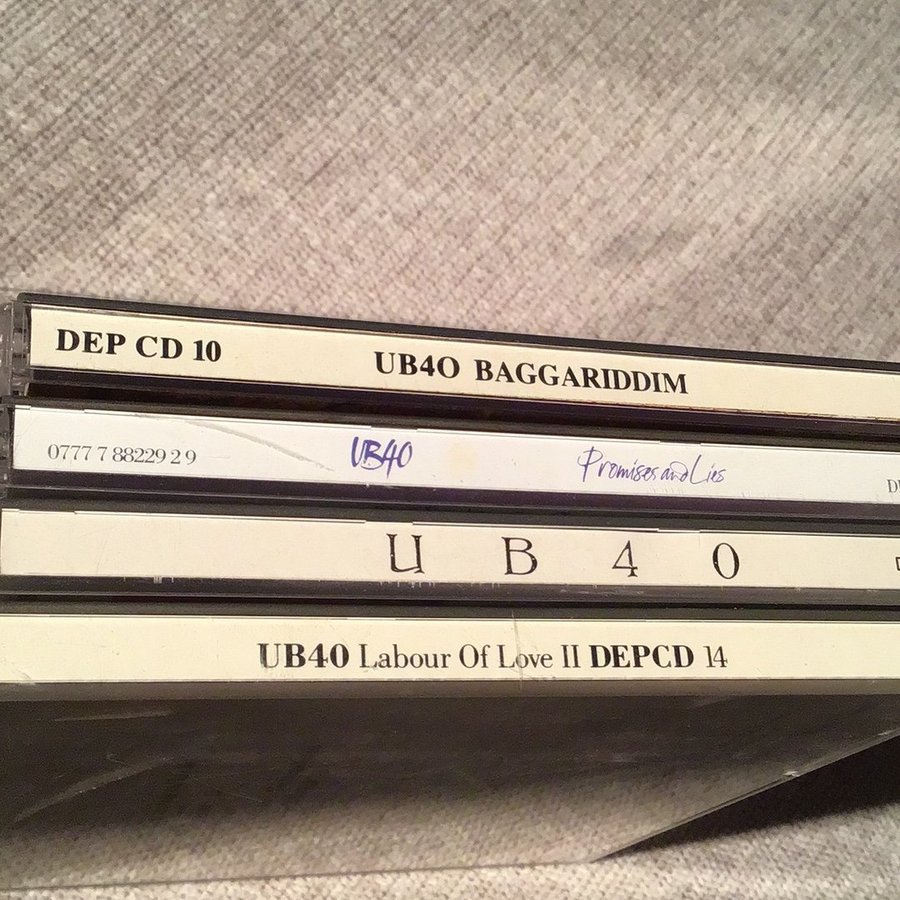 DEP CD 10 UB40 BAGGARIDDIM
0777 7 88229 2 9 UB40 Promises and Lies
U B 4 0
UB40 Labour Of Love II DEPCD 14